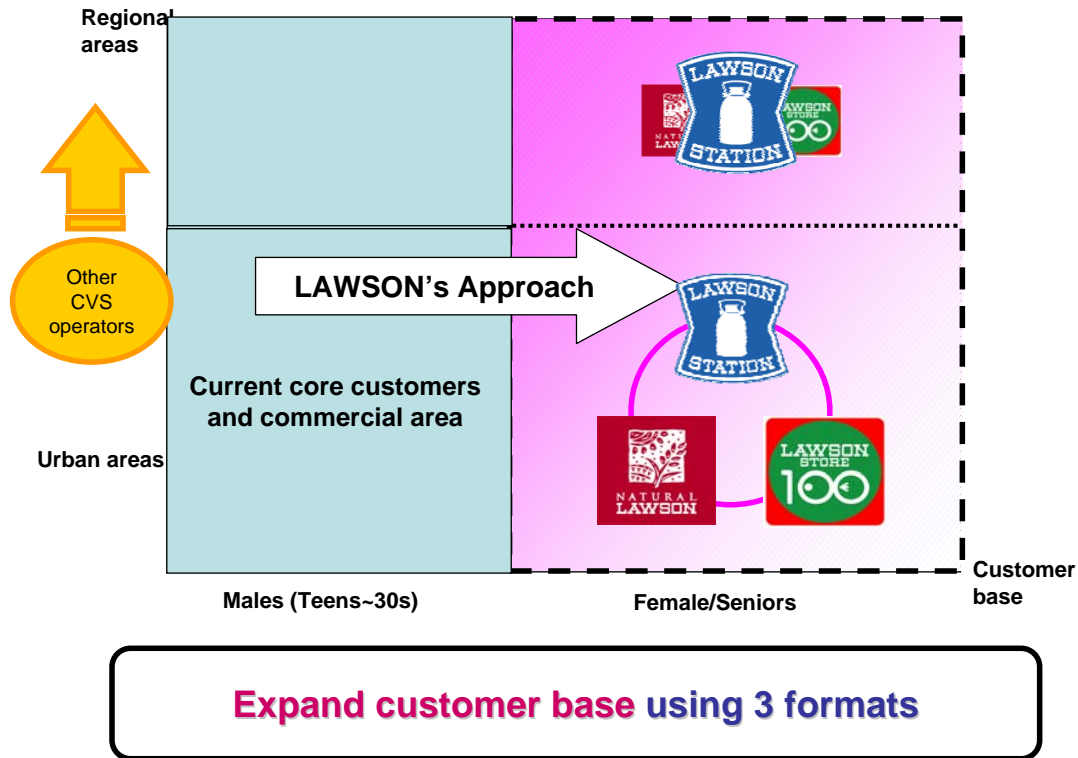 Regional
areas
LAWSON
STATION
NATURAL
LAWSON
STORE
100
Other
CVS
operators
LAWSON's Approach
LAWSON
STATION
Current core customers
and commercial area
Urban areas
NATURAL
LAWSON
LAWSON
STORE
100
Customer
base
Males (Teens~30s)
Female/Seniors
Expand customer base using 3 formats